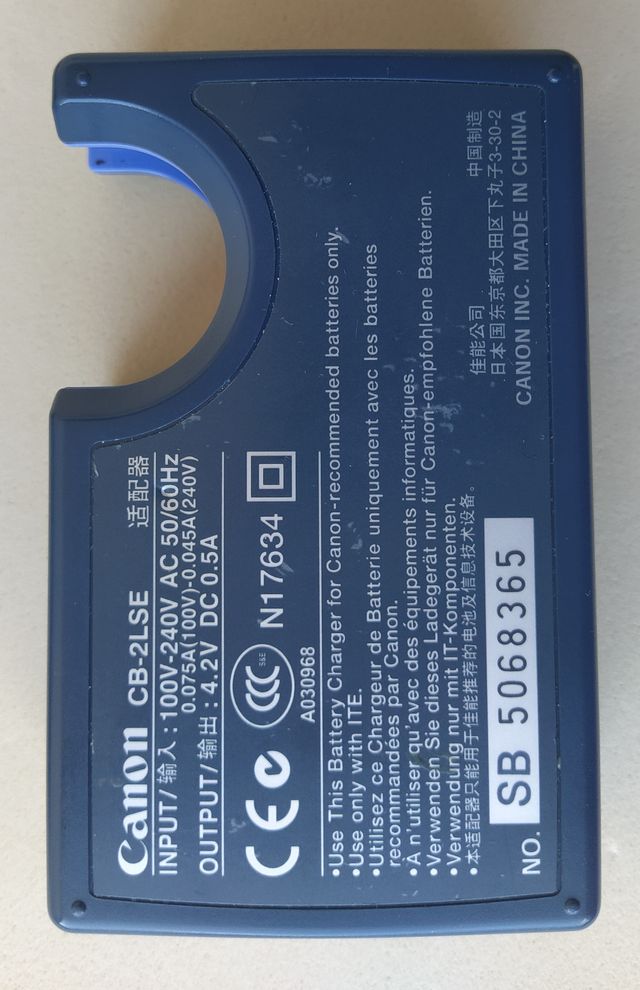 Canon CB-2LSE 适配器
INPUT/输入:100V-240V AC 50/60Hz
0.075A(100V)-0.045A(240V)
OUTPUT/输出:4.2V DC 0.5A
CE CCC S&E N17634
A030968
•Use This Battery Charger for Canon-recommended batteries only.
•Use only with ITE.
•Utilisez ce Chargeur de Batterie uniquement avec les batteries
recommandées par Canon.
•A n'utiliser qu'avec des équipements informatiques.
•Verwenden Sie dieses Ladegerät nur für Canon-empfohlene Batterien.
•Verwendung nur mit IT-Komponenten.
•本适配器只能用于佳能推荐的电池及信息技术设备。
NO. SB 5068365
佳能公司 中国制造
日本国东京都大田区下丸子3-30-2
CANON INC. MADE IN CHINA